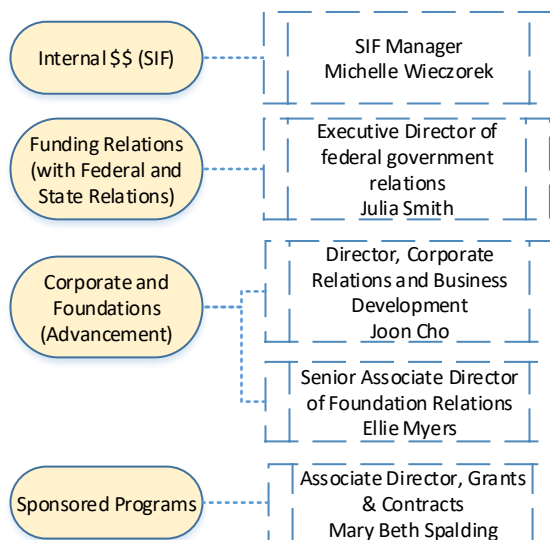 Internal $$ (SIF)
SIF Manager
Michelle Wieczorek
Funding Relations
(with Federal and
State Relations)
Executive Director of
federal government
relations
Julia Smith
Corporate and
Foundations
(Advancement)
Director, Corporate
Relations and Business
Development
Joon Cho
Senior Associate Director
of Foundation Relations
Ellie Myers
Sponsored Programs
Associate Director, Grants
& Contracts
Mary Beth Spalding